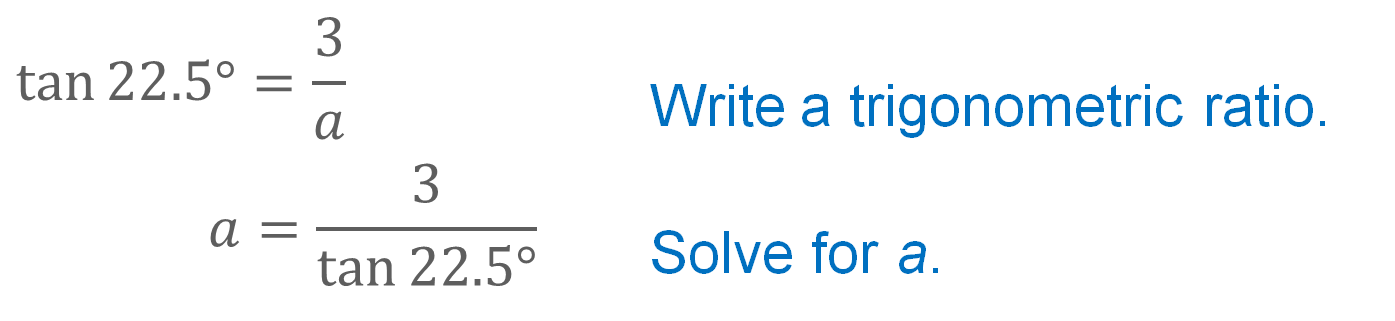 tan 22.5° = 3/a
Write a trigonometric ratio.
a = 3/tan 22.5°
Solve for a.